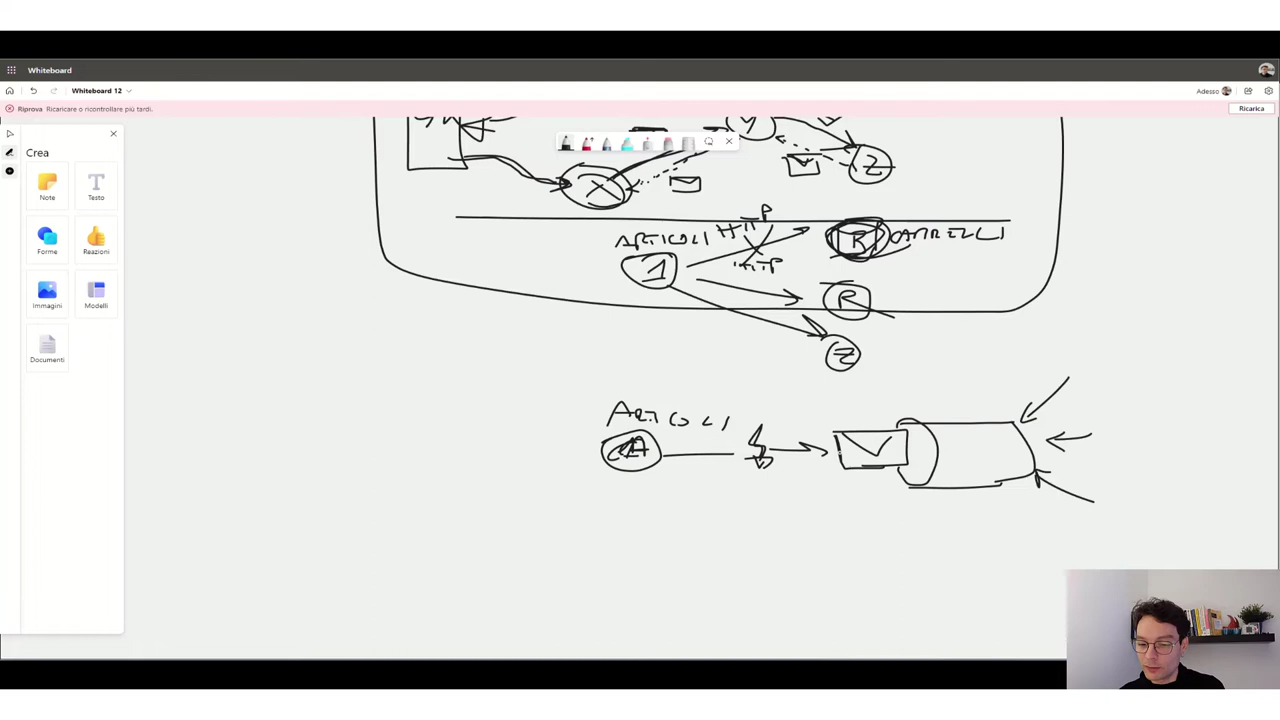 Whiteboard
Whiteboard 12
Adesso
Riprova Ricaricare o ricontrollare più tardi.
Ricarica
Crea
Note
Testo
Forme
Reazioni
Immagini
Modelli
Documenti
X
Z
ARTICOLI
HTTP
HTTP
1
R
Z
ARTICOLI
A